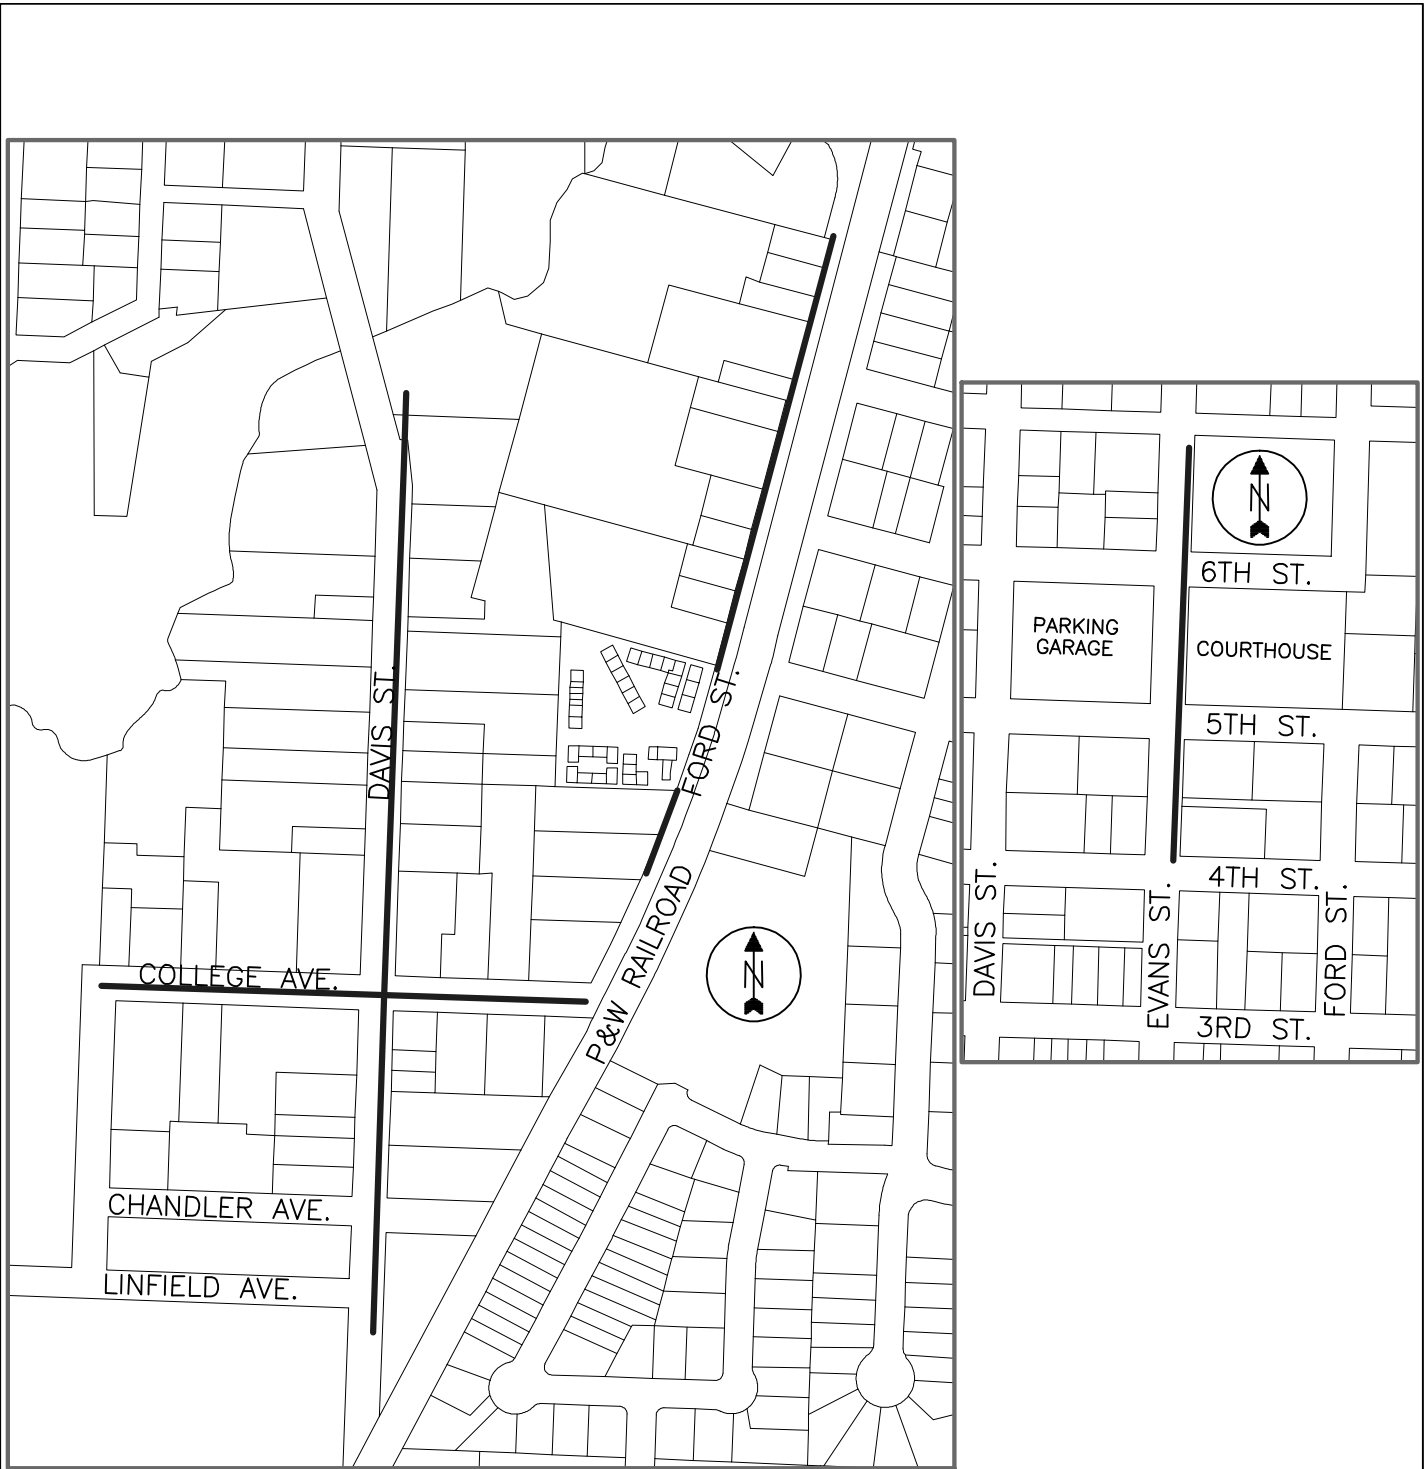 DAVIS ST.
FORD ST.
COLLEGE AVE.
P&W RAILROAD
N
CHANDLER AVE.
LINFIELD AVE.
N
6TH ST.
PARKING
GARAGE
COURTHOUSE
5TH ST.
4TH ST.
DAVIS ST.
EVANS ST.
FORD ST.
3RD ST.